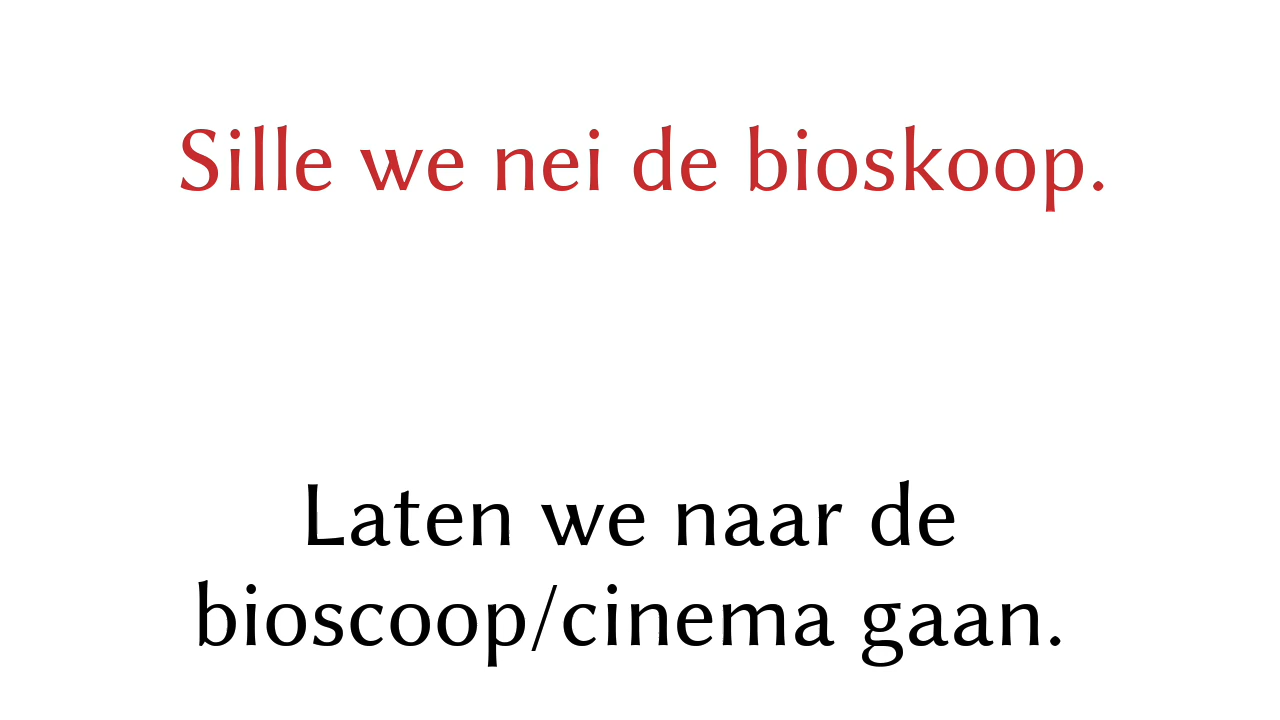 Sille we nei de bioskoop.
Laten we naar de
bioscoop/cinema gaan.